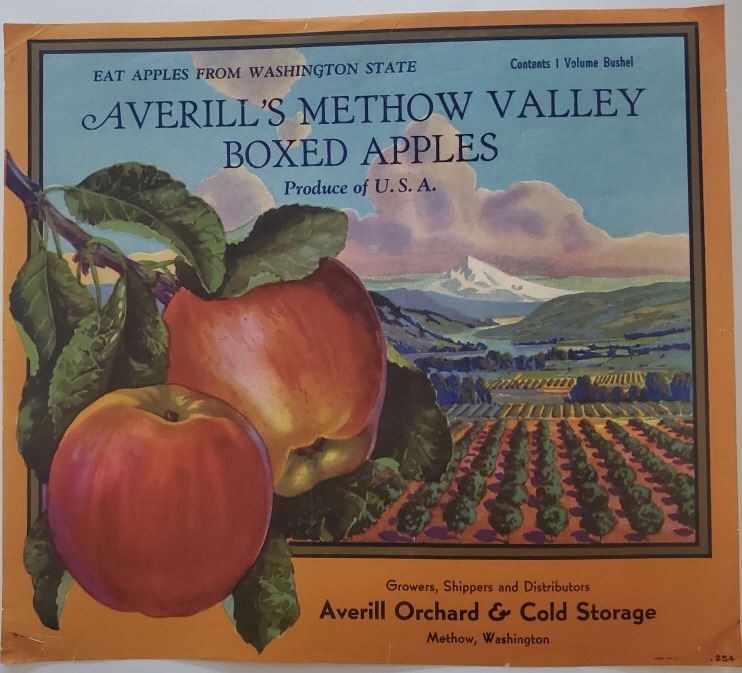 EAT APPLES FROM WASHINGTON STATE
Contents 1 Volume Bushel
AVERILL'S METHOW VALLEY
BOXED APPLES
Produce of U.S.A.
Growers, Shippers and Distributors
Averill Orchard & Cold Storage
Methow, Washington
.254